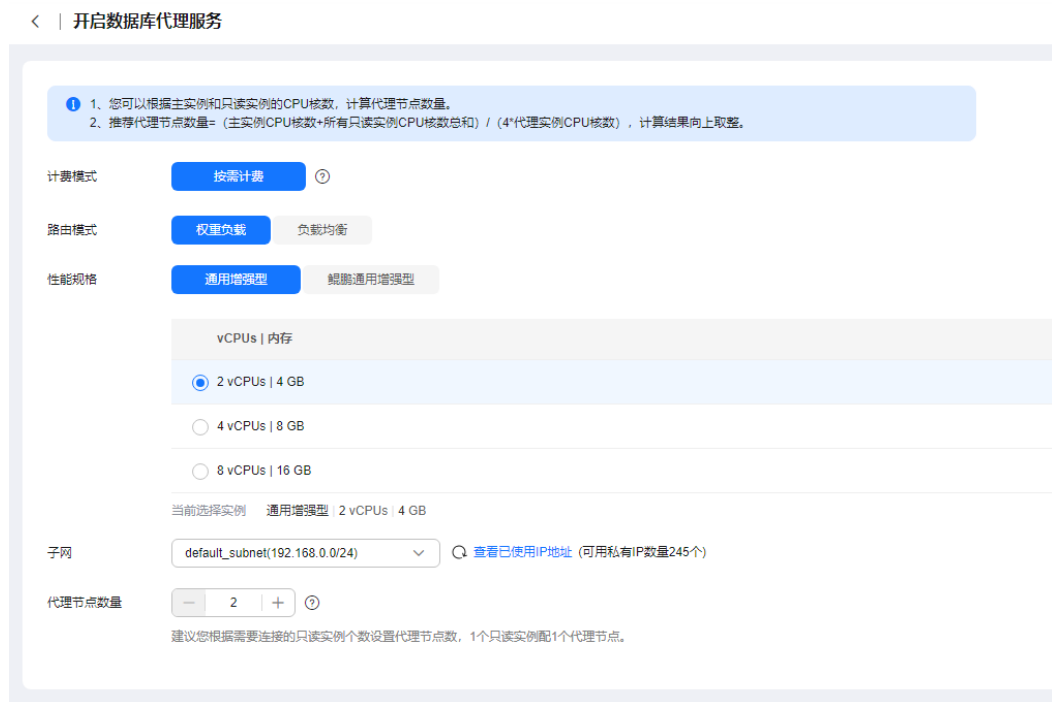 开启数据库代理服务
1、您可以根据主实例和只读实例的CPU核数，计算代理节点数量。
2、推荐代理节点数量=（主实例CPU核数+所有只读实例CPU核数总和）/（4*代理实例CPU核数），计算结果向上取整。
计费模式 按需计费
路由模式 权重负载 负载均衡
性能规格 通用增强型 鲲鹏通用增强型
vCPUs | 内存
2 vCPUs | 4 GB
4 vCPUs | 8 GB
8 vCPUs | 16 GB
当前选择实例 通用增强型 | 2 vCPUs | 4 GB
子网 default_subnet(192.168.0.0/24) 查看已使用IP地址 (可用私有IP数量245个)
代理节点数量 2
建议您根据需要连接的只读实例个数设置代理节点数，1个只读实例配1个代理节点。